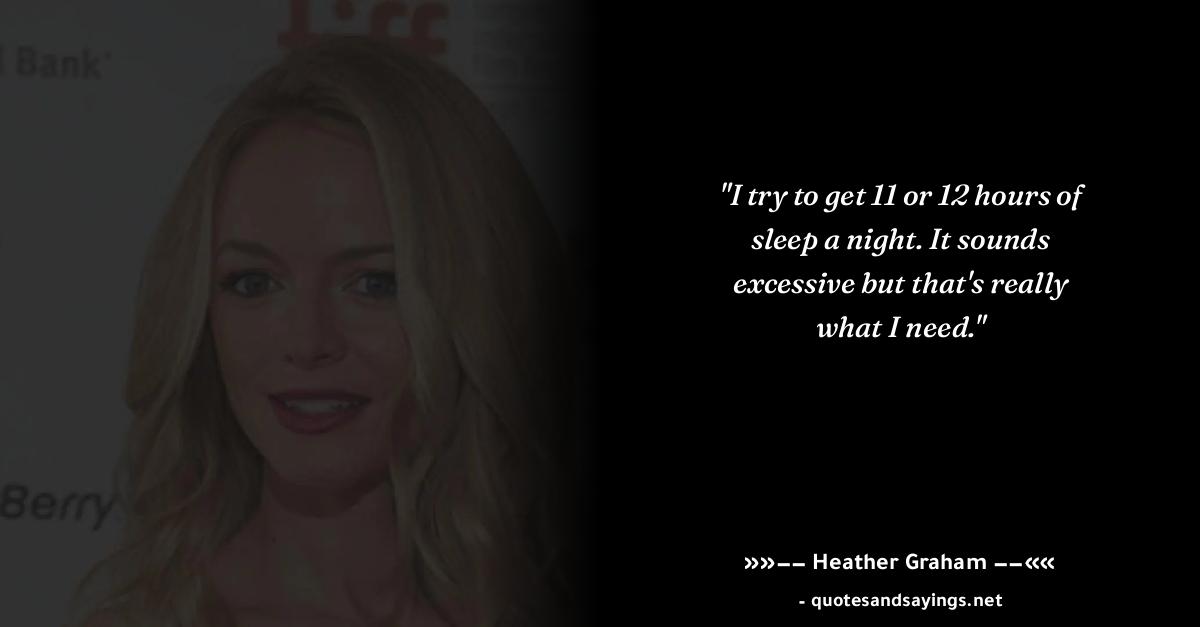 tiff
l Bank
Berry
"I try to get 11 or 12 hours of
sleep a night. It sounds
excessive but that's really
what I need."
»»-- Heather Graham --««
- quotesandsayings.net